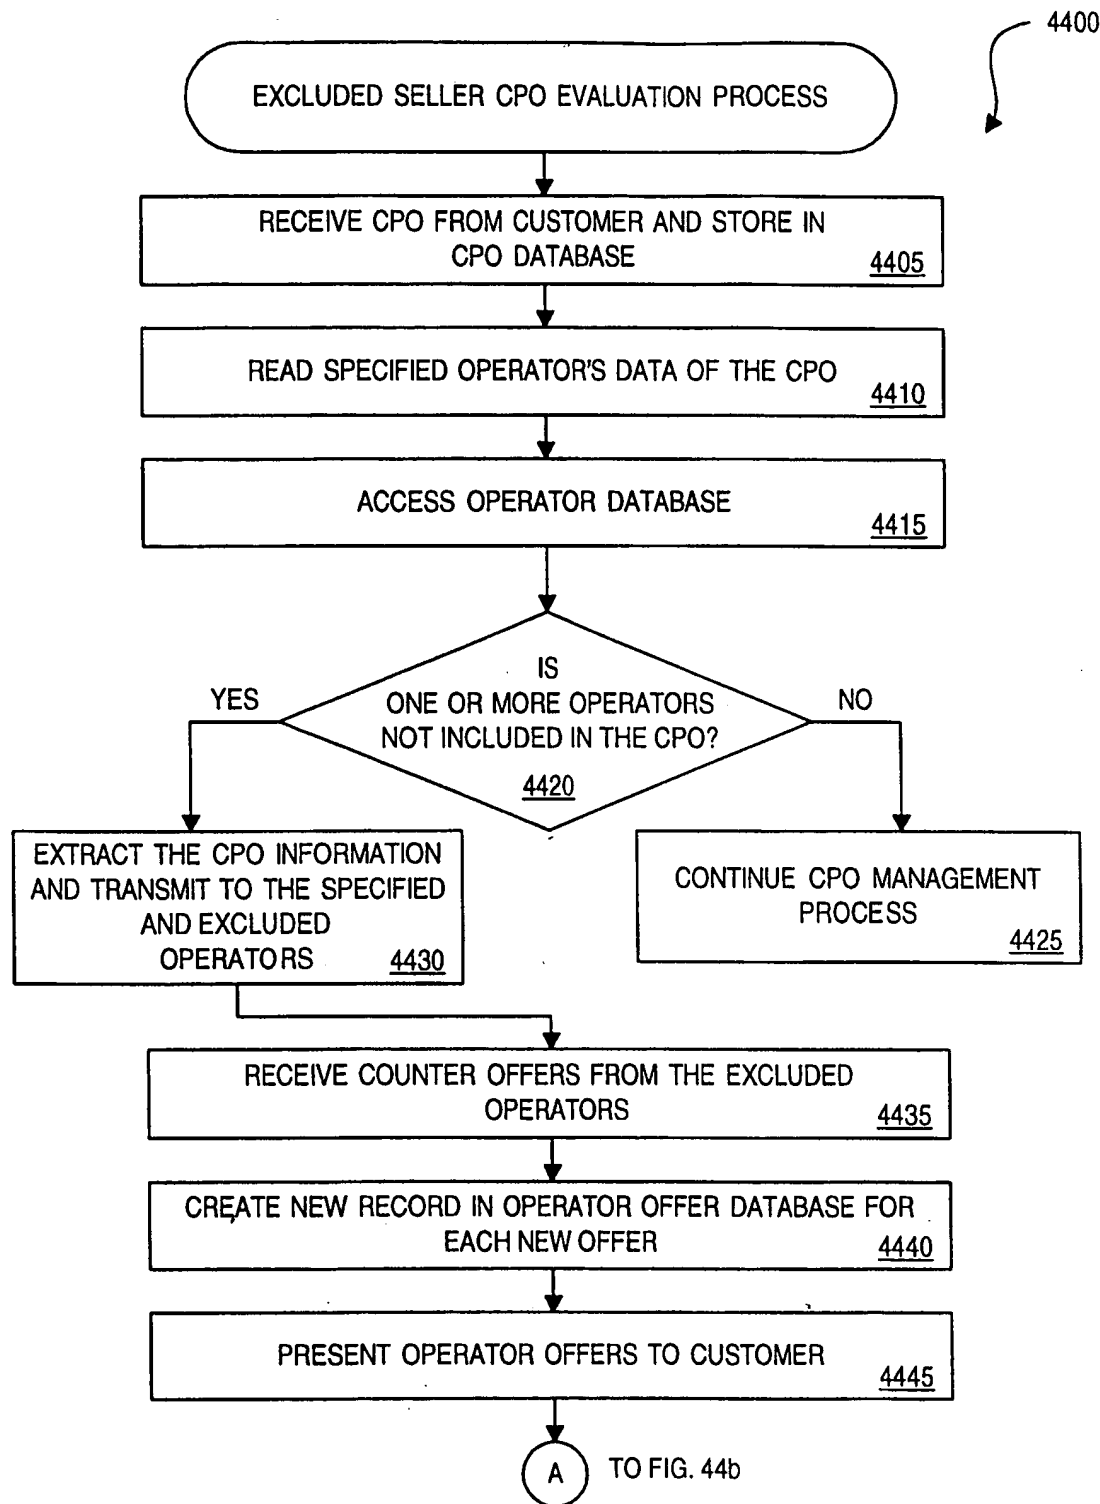 4400
EXCLUDED SELLER CPO EVALUATION PROCESS
RECEIVE CPO FROM CUSTOMER AND STORE IN
CPO DATABASE
4405
READ SPECIFIED OPERATOR'S DATA OF THE CPO
4410
ACCESS OPERATOR DATABASE
4415
IS
ONE OR MORE OPERATORS
NOT INCLUDED IN THE CPO?
4420
YES
NO
EXTRACT THE CPO INFORMATION
AND TRANSMIT TO THE SPECIFIED
AND EXCLUDED
OPERATORS
4430
CONTINUE CPO MANAGEMENT
PROCESS
4425
RECEIVE COUNTER OFFERS FROM THE EXCLUDED
OPERATORS
4435
CREATE NEW RECORD IN OPERATOR OFFER DATABASE FOR
EACH NEW OFFER
4440
PRESENT OPERATOR OFFERS TO CUSTOMER
4445
A
TO FIG. 44b